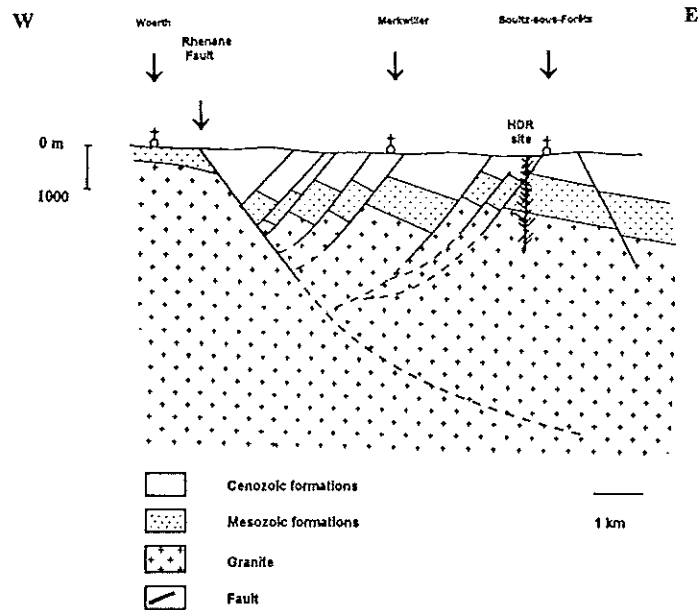 W
E
Woerth
Merkwiller
Soultz-sous-Forêts
Rhenane
Fault
HDR
site
0 m
1000
Cenozoic formations
Mesozoic formations
1 km
Granite
Fault